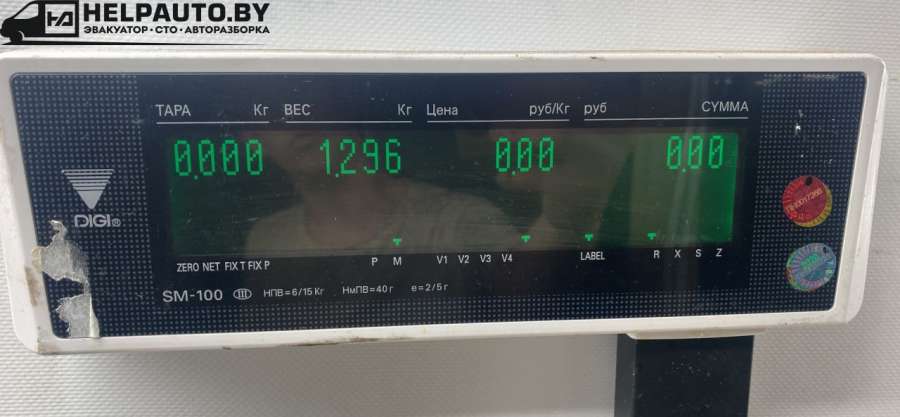 HELPAUTO.BY
ЭВАКУАТОР • СТО • АВТОРАЗБОРКА
ТАРА Кг ВЕС Кг Цена руб/Кг руб СУММА
0.000 1.296 0.00 0.00
DIGI®
ZERO NET FIX T FIX P P M V1 V2 V3 V4 LABEL R X S Z
SM-100 III НПВ=6/15 Кг НмПВ=40 г e=2/5 г